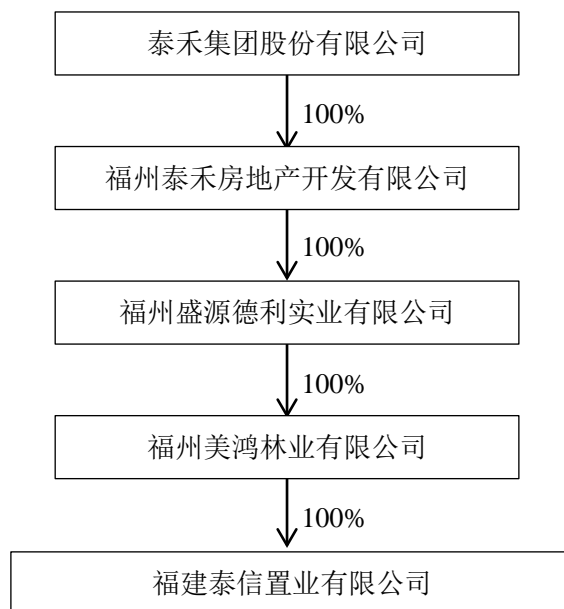 泰禾集团股份有限公司
100%
福州泰禾房地产开发有限公司
100%
福州盛源德利实业有限公司
100%
福州美鸿林业有限公司
100%
福建泰信置业有限公司